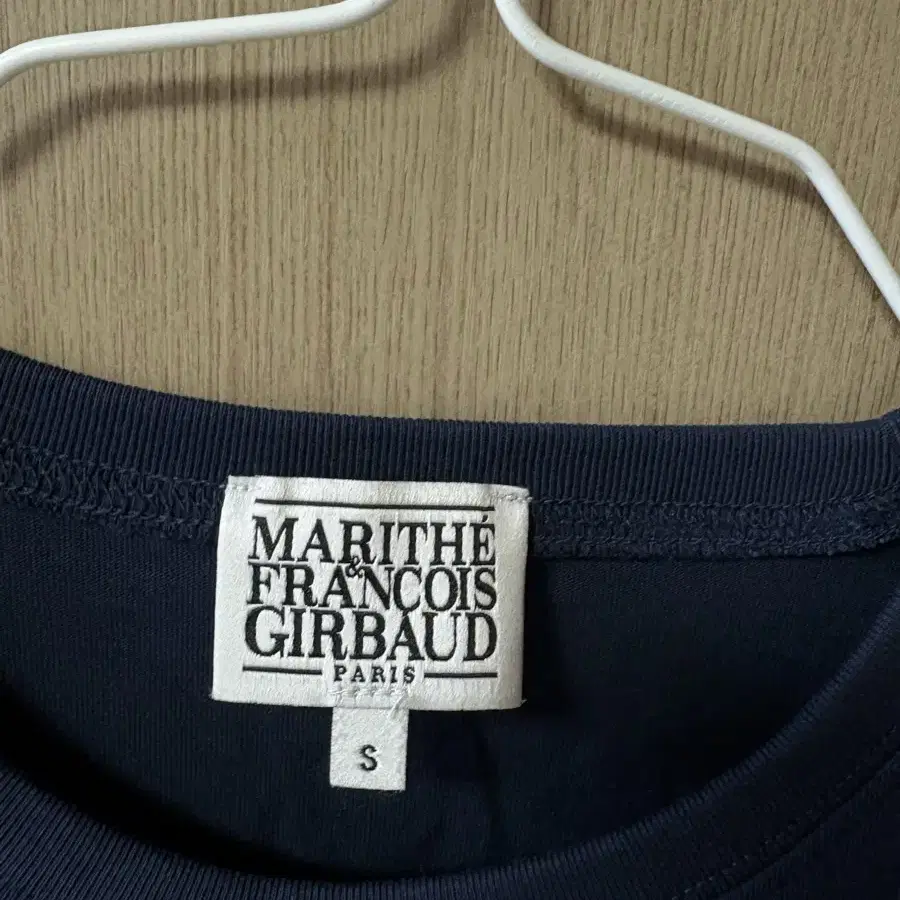 MARITHÉ
&
FRANCOIS
GIRBAUD
PARIS
S